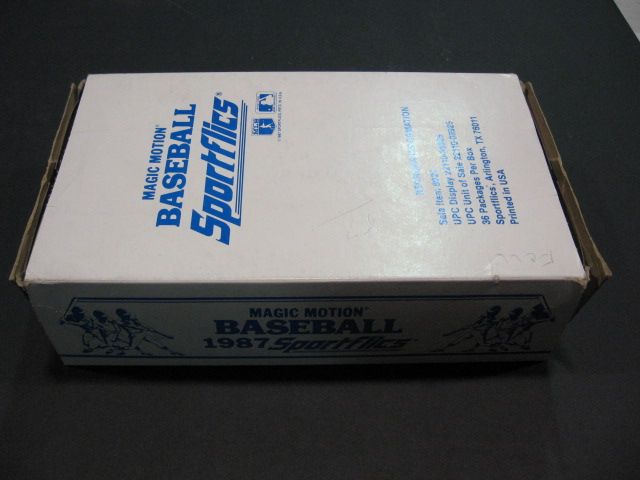 MAGIC MOTION®
BASEBALL
Sportflics®
Sale Item
UPC Display
UPC Unit of Sale
36 Packages Per Box
Sportflics®, Arlington, TX 76011
Printed in USA
MAGIC MOTION®
BASEBALL
1987 Sportflics®